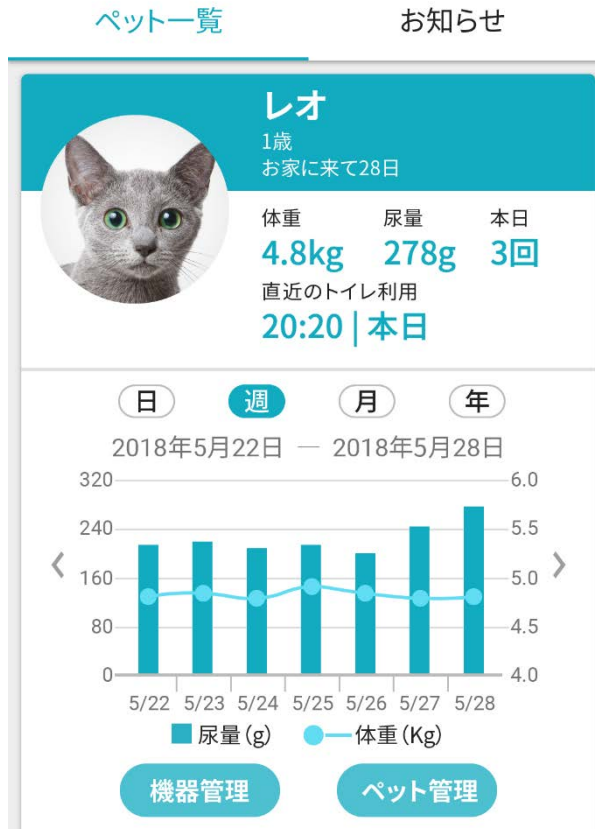 ペット一覧 お知らせ
レオ
1歳
お家に来て28日
体重 尿量 本日
4.8kg 278g 3回
直近のトイレ利用
20:20 | 本日
日 週 月 年
2018年5月22日 — 2018年5月28日
320 6.0
240 5.5
160 5.0
80 4.5
0 4.0
5/22 5/23 5/24 5/25 5/26 5/27 5/28
尿量(g) 体重(Kg)
機器管理 ペット管理